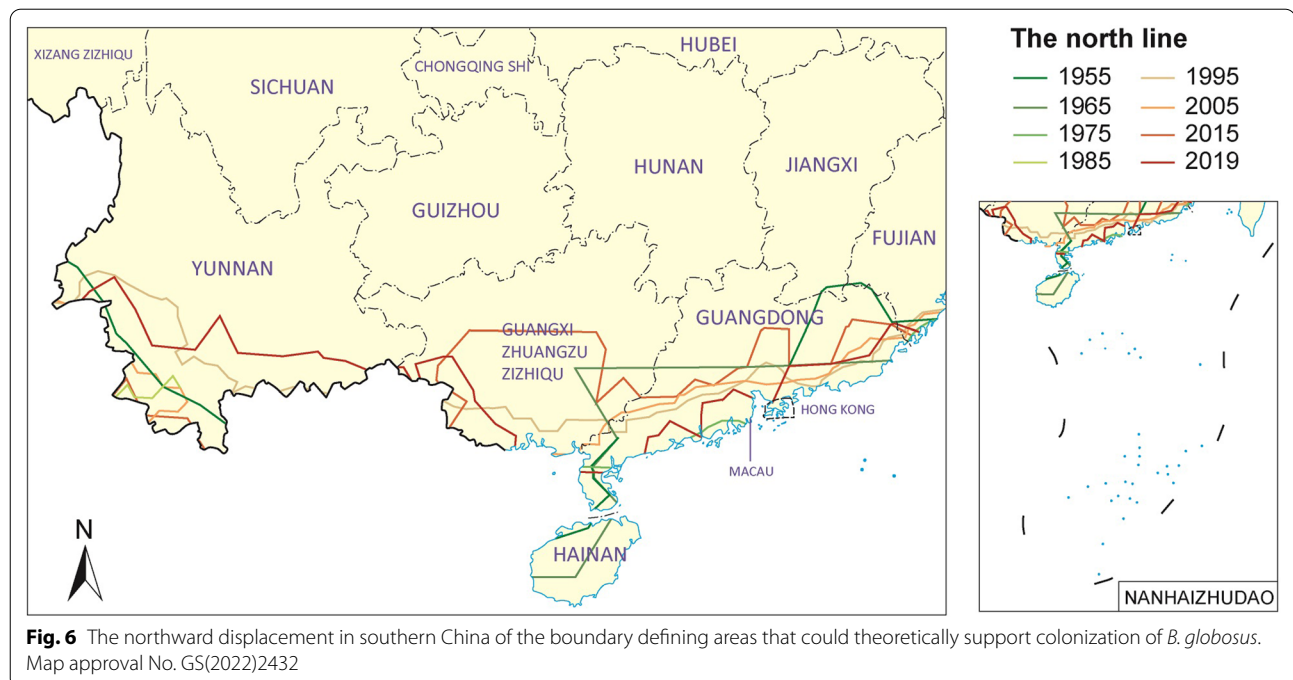 XIZANG ZIZHIQU
SICHUAN
CHONGQING SHI
HUBEI
HUNAN
JIANGXI
GUIZHOU
FUJIAN
YUNNAN
GUANGDONG
GUANGXI
ZHUANGZU
ZIZHIQU
HONG KONG
MACAU
HAINAN
N
The north line
1955
1965
1975
1985
1995
2005
2015
2019
NANHAIZHUDAO
Fig. 6 The northward displacement in southern China of the boundary defining areas that could theoretically support colonization of B. globosus.
Map approval No. GS(2022)2432